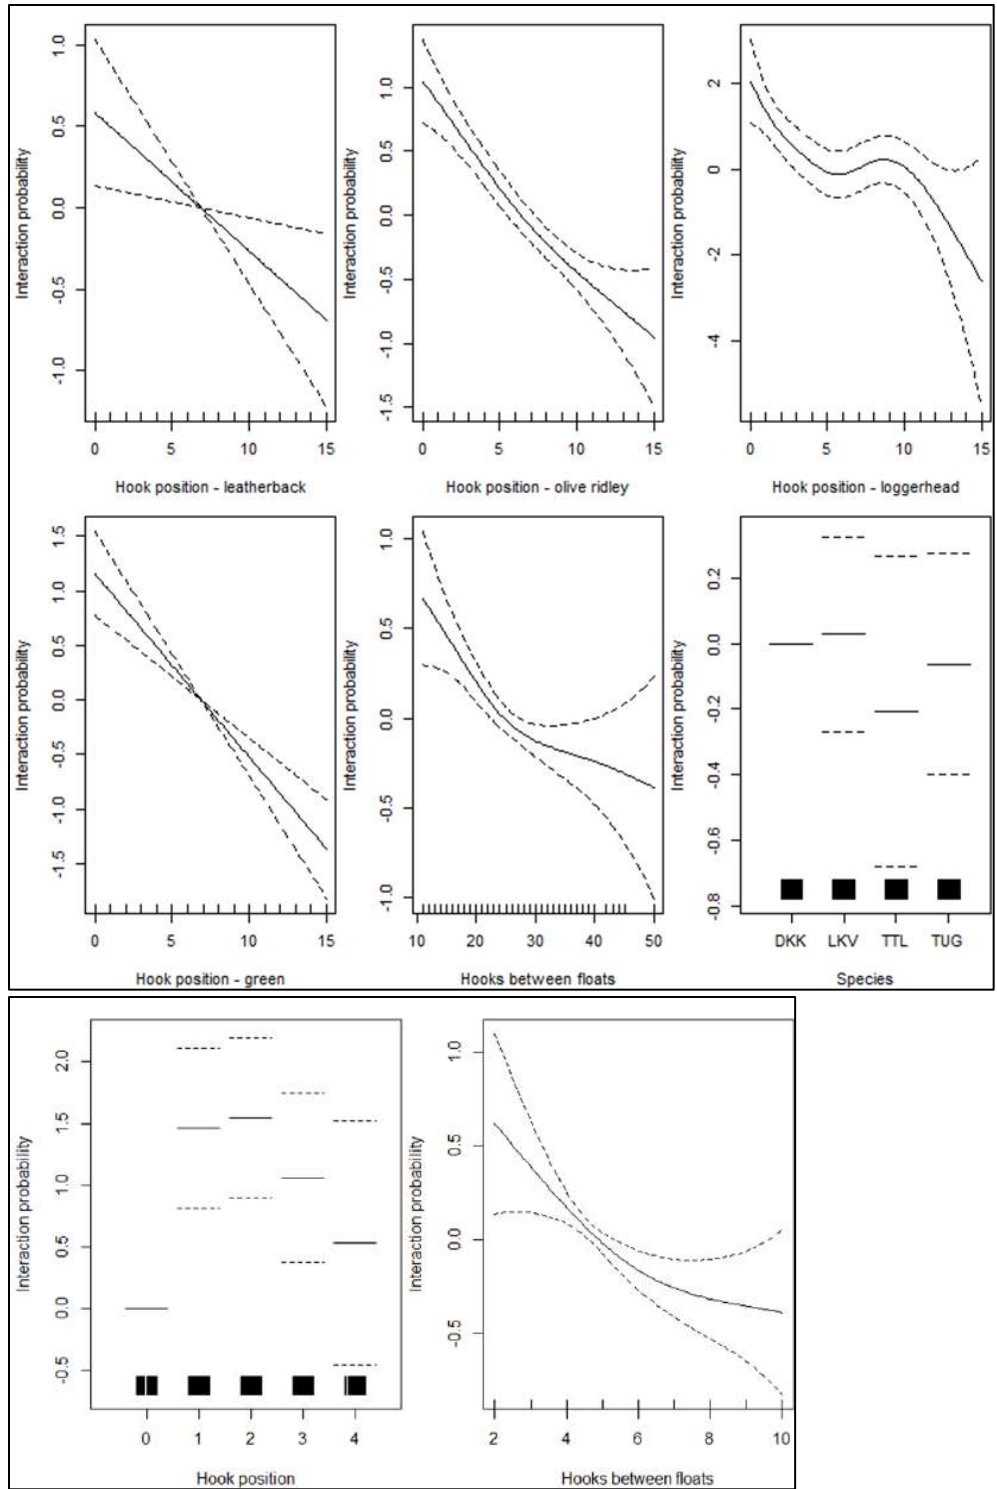 Interaction probability
1.0
0.5
0.0
-0.5
-1.0
0 5 10 15
Hook position - leatherback
Interaction probability
1.0
0.5
0.0
-0.5
-1.0
-1.5
0 5 10 15
Hook position - olive ridley
Interaction probability
2
0
-2
-4
0 5 10 15
Hook position - loggerhead
Interaction probability
1.5
1.0
0.5
0.0
-0.5
-1.0
-1.5
0 5 10 15
Hook position - green
Interaction probability
1.0
0.5
0.0
-0.5
-1.0
10 20 30 40 50
Hooks between floats
Interaction probability
0.2
0.0
-0.2
-0.4
-0.6
-0.8
DKK LKV TTL TUG
Species
Interaction probability
2.0
1.5
1.0
0.5
0.0
-0.5
0 1 2 3 4
Hook position
Interaction probability
1.0
0.5
0.0
-0.5
2 4 6 8 10
Hooks between floats